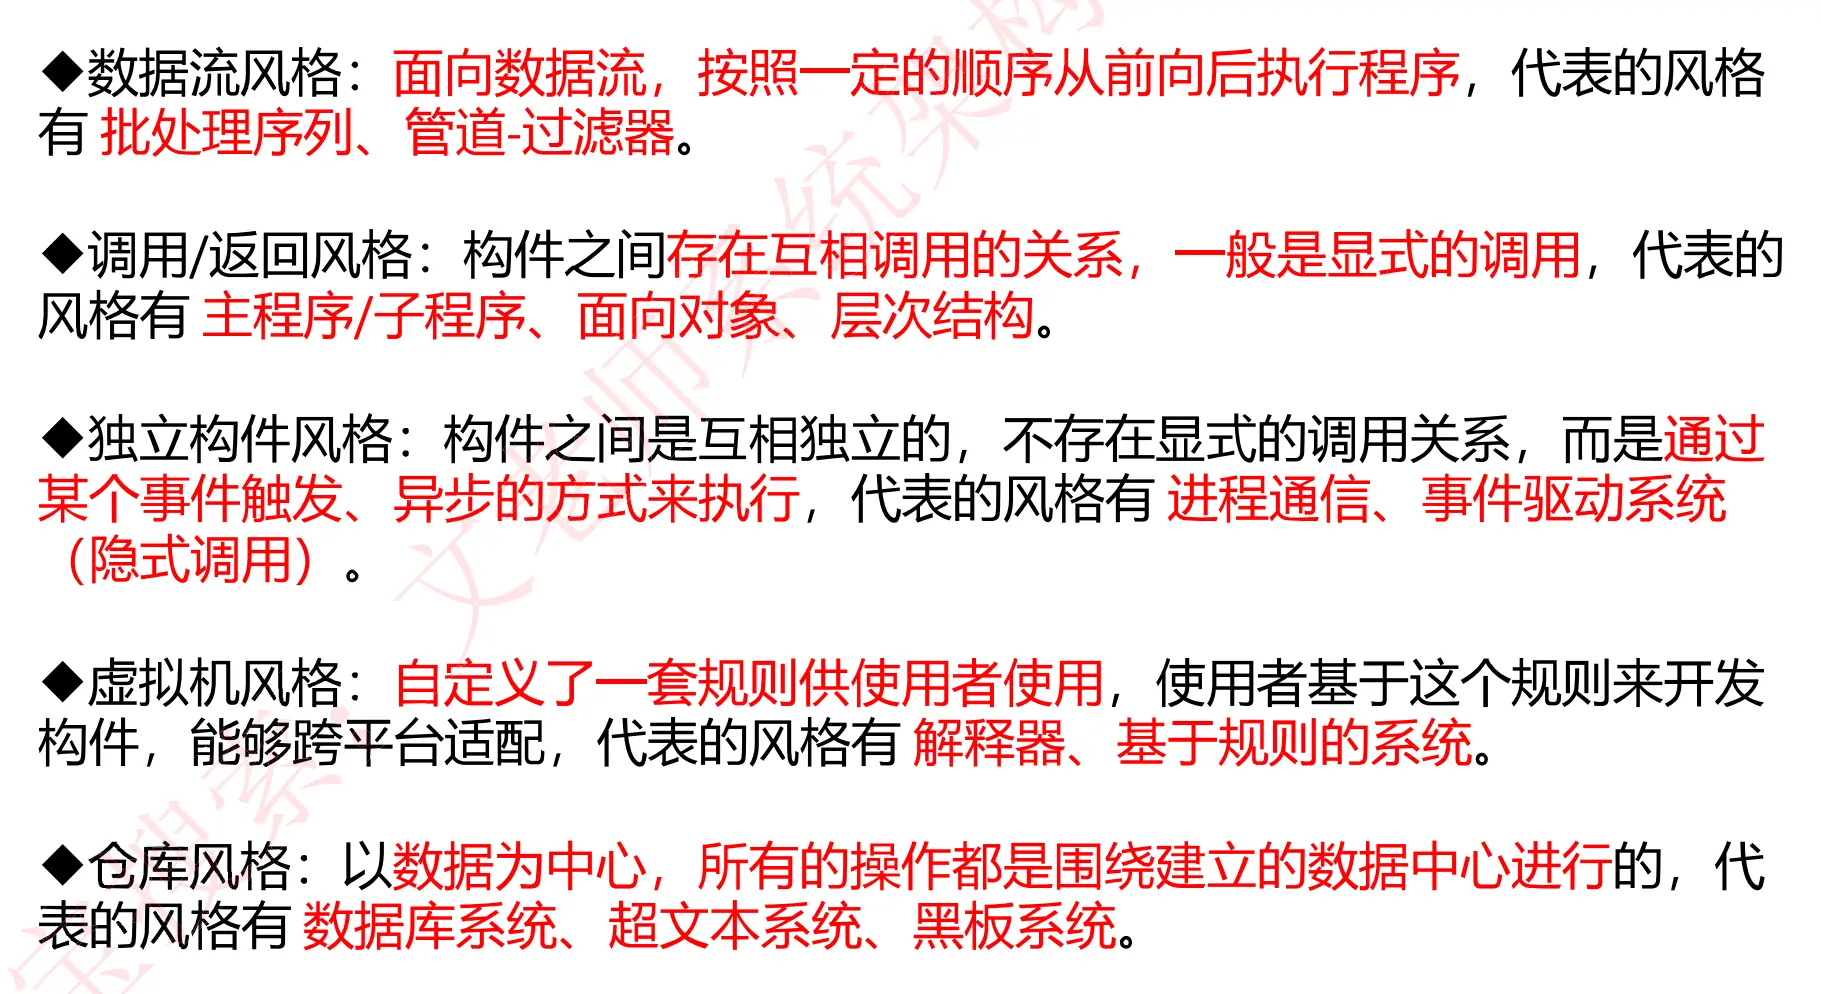 ◆数据流风格：面向数据流，按照一定的顺序从前向后执行程序，代表的风格
有 批处理序列、管道-过滤器。
◆调用/返回风格：构件之间存在互相调用的关系，一般是显式的调用，代表的
风格有 主程序/子程序、面向对象、层次结构。
◆独立构件风格：构件之间是互相独立的，不存在显式的调用关系，而是通过
某个事件触发、异步的方式来执行，代表的风格有 进程通信、事件驱动系统
（隐式调用）。
◆虚拟机风格：自定义了一套规则供使用者使用，使用者基于这个规则来开发
构件，能够跨平台适配，代表的风格有 解释器、基于规则的系统。
◆仓库风格：以数据为中心，所有的操作都是围绕建立的数据中心进行的，代
表的风格有 数据库系统、超文本系统、黑板系统。
宝搜索：文老师系统架构